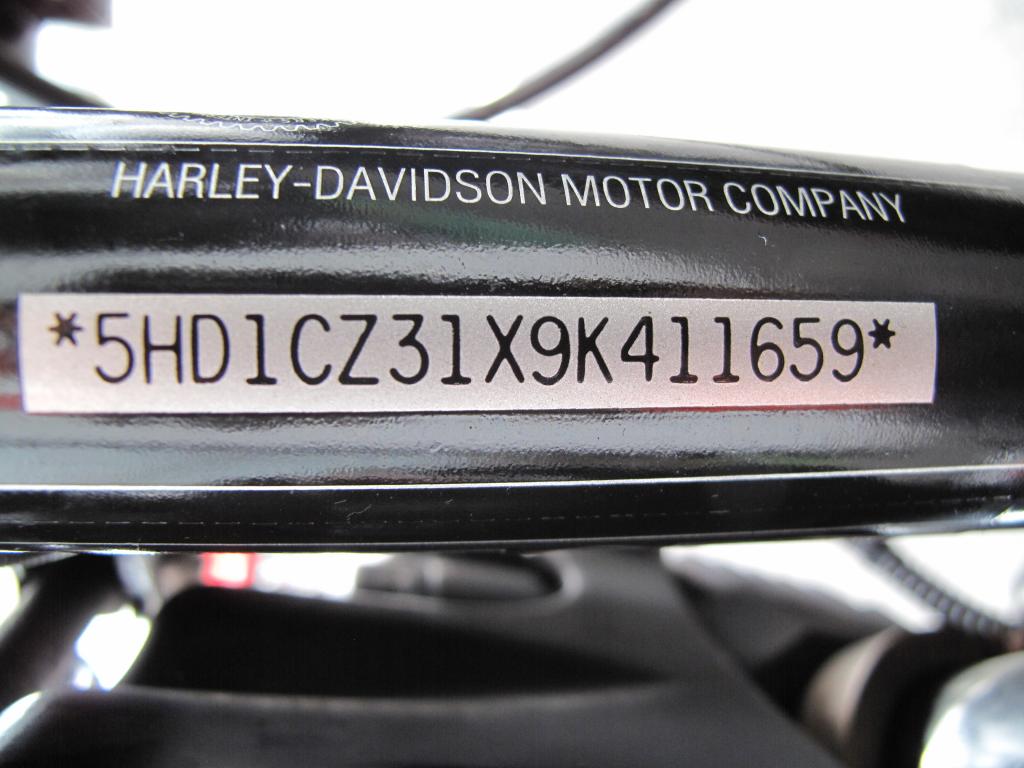 HARLEY-DAVIDSON MOTOR COMPANY
*5HD1CZ31X9K411659*